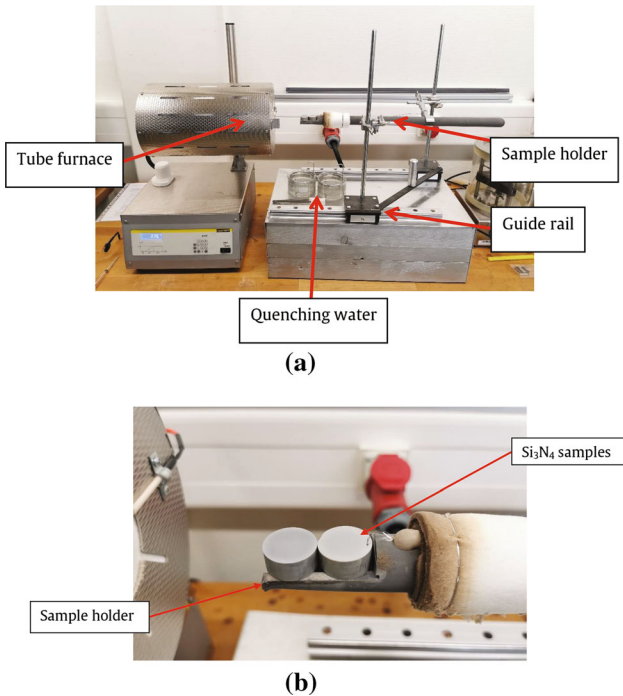 Tube furnace
Sample holder
Guide rail
Quenching water
(a)
Si₃N₄ samples
Sample holder
(b)